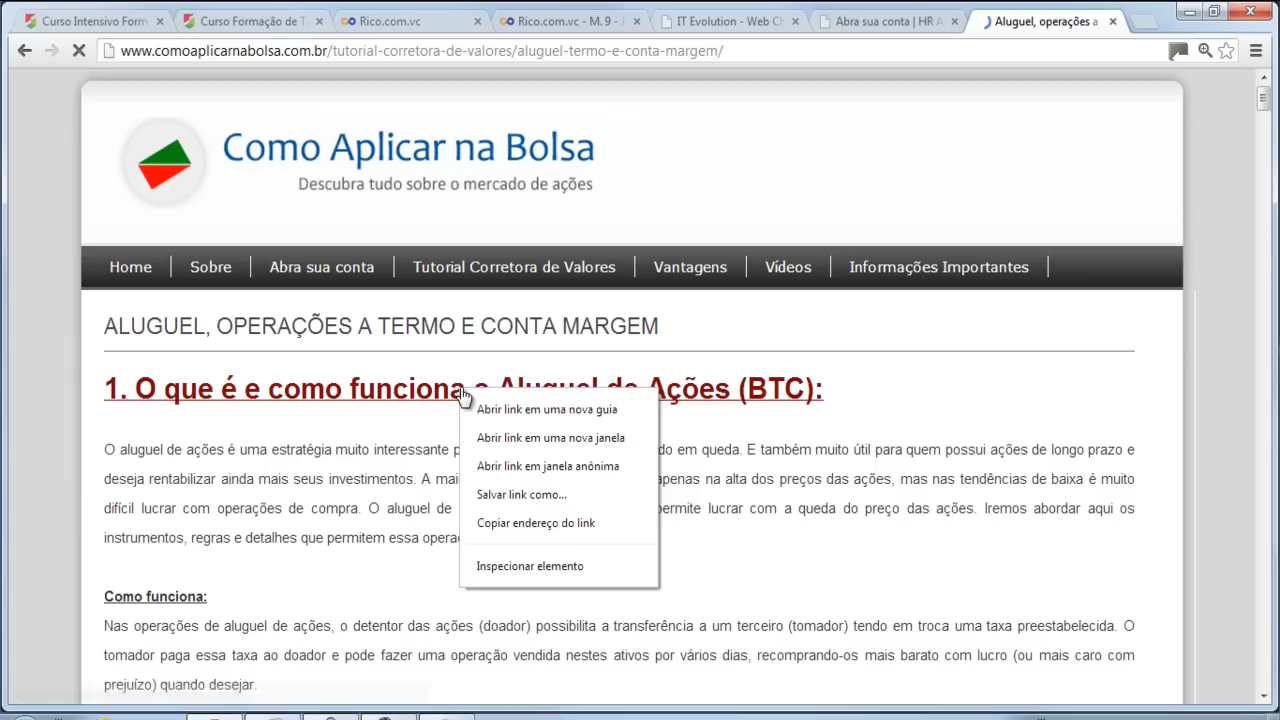 Curso Intensivo Form
Curso Formação de T
Rico.com.vc
Rico.com.vc - M. 9 -
IT Evolution - Web C
Abra sua conta | HR A
Aluguel, operações a
www.comoaplicarnabolsa.com.br/tutorial-corretora-de-valores/aluguel-termo-e-conta-margem/
Como Aplicar na Bolsa
Descubra tudo sobre o mercado de ações
Home
Sobre
Abra sua conta
Tutorial Corretora de Valores
Vantagens
Vídeos
Informações Importantes
ALUGUEL, OPERAÇÕES A TERMO E CONTA MARGEM
1. O que é e como funciona o Aluguel de Ações (BTC):
Abrir link em uma nova guia
Abrir link em uma nova janela
Abrir link em janela anônima
Salvar link como...
Copiar endereço do link
Inspecionar elemento
O aluguel de ações é uma estratégia muito interessante do em queda. E também muito útil para quem possui ações de longo prazo e
deseja rentabilizar ainda mais seus investimentos. A apenas na alta dos preços das ações, mas nas tendências de baixa é muito
difícil lucrar com operações de compra. O aluguel de permite lucrar com a queda do preço das ações. Iremos abordar aqui os
instrumentos, regras e detalhes que permitem essa
Como funciona:
Nas operações de aluguel de ações, o detentor das ações (doador) possibilita a transferência a um terceiro (tomador) tendo em troca uma taxa preestabelecida. O
tomador paga essa taxa ao doador e pode fazer uma operação vendida nestes ativos por vários dias, recomprando-os mais barato com lucro (ou mais caro com
prejuízo) quando desejar.